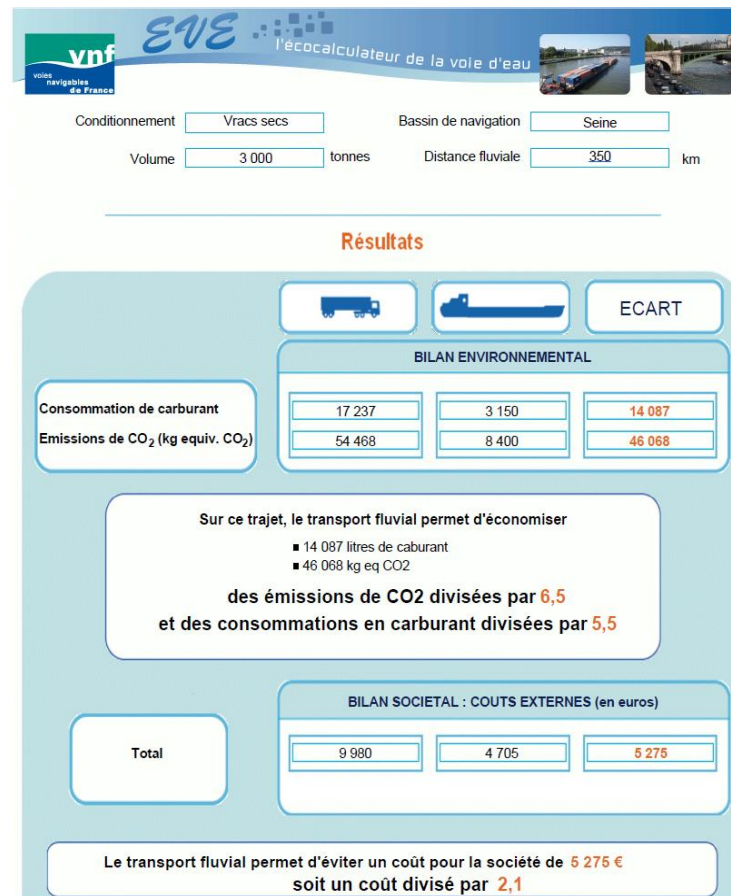 vnf
voies
navigables
de France
EVE
l'écocalculateur de la voie d'eau
Conditionnement Vracs secs Bassin de navigation Seine
Volume 3 000 tonnes Distance fluviale 350 km
Résultats
ECART
BILAN ENVIRONNEMENTAL
Consommation de carburant 17 237 3 150 14 087
Emissions de CO2 (kg equiv. CO2) 54 468 8 400 46 068
Sur ce trajet, le transport fluvial permet d'économiser
▪ 14 087 litres de caburant
▪ 46 068 kg eq CO2
des émissions de CO2 divisées par 6,5
et des consommations en carburant divisées par 5,5
BILAN SOCIETAL : COUTS EXTERNES (en euros)
Total 9 980 4 705 5 275
Le transport fluvial permet d'éviter un coût pour la société de 5 275 €
soit un coût divisé par 2,1